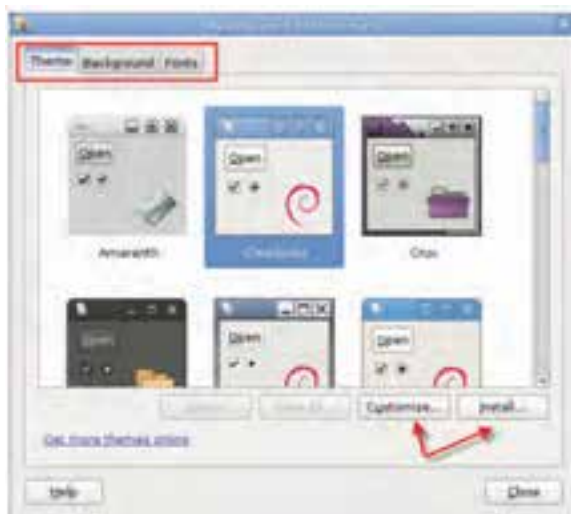 Theme Background Fonts
Open
Open
Open
Amaranth
Clearlooks
Crux
Open
Open
Open
Customise... Install...
Get more themes online
Help
Close